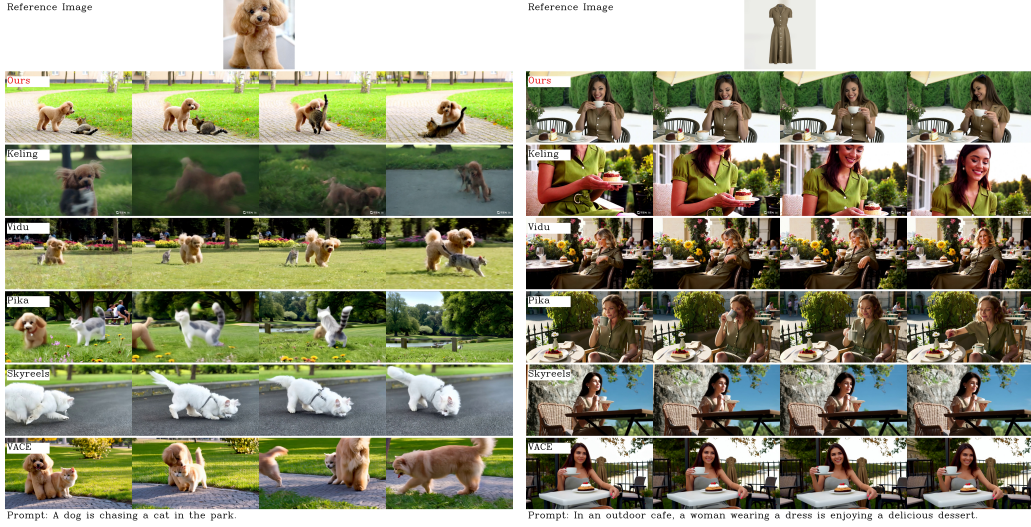 Reference Image
Ours
Keling
Vidu
Pika
Skyreels
VACE
Prompt: A dog is chasing a cat in the park.
Reference Image
Ours
Keling
Vidu
Pika
Skyreels
VACE
Prompt: In an outdoor cafe, a woman wearing a dress is enjoying a delicious dessert.